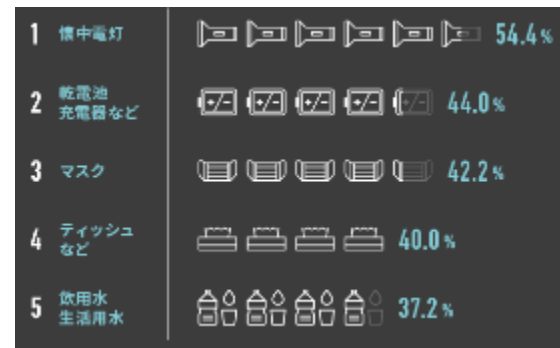 1 懐中電灯 54.4%
2 乾電池
充電器など 44.0%
3 マスク 42.2%
4 ティッシュ
など 40.0%
5 飲用水
生活用水 37.2%